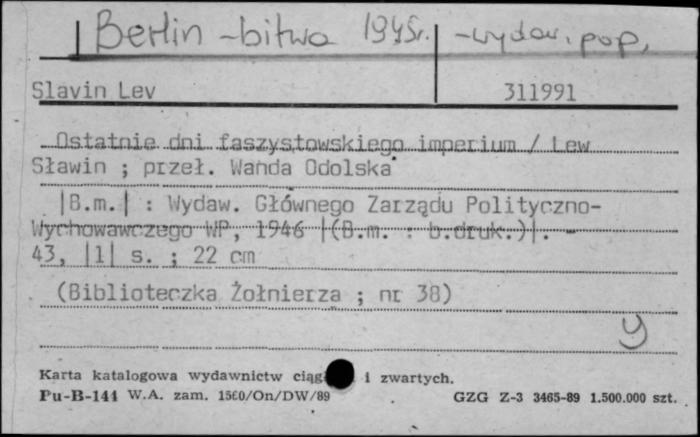 Berlin - bitwa 1945r. - wydaw. pop.
Slavin Lev 311991
Ostatnie dni faszystowskiego imperium / Lew
Sławin ; przeł. Wanda Odolska
|B.m.| : Wydaw. Głównego Zarządu Polityczno-
Wychowawczego WP, 1946 |(B.m. : b.druk.)|. -
43, |1| s. ; 22 cm
(Biblioteczka Żołnierza ; nr 38)
y
Karta katalogowa wydawnictw i zwartych.
Pu-B-141 W.A. zam. 1560/On/DW/89 GZG Z-3 3465-89 1.500.000 szt.